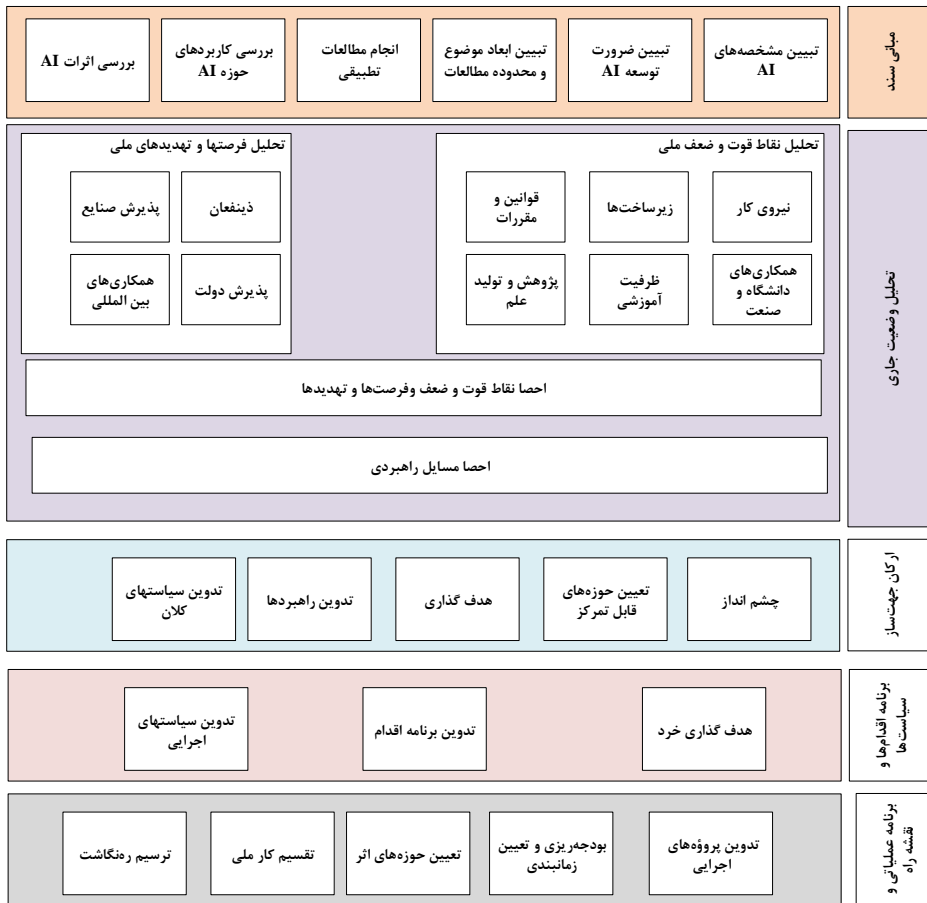 مبانی سند
تبیین مشخصه‌های
AI
تبیین ضرورت
توسعه AI
تبیین ابعاد موضوع
و محدوده مطالعات
انجام مطالعات
تطبیقی
بررسی کاربردهای
حوزه AI
بررسی اثرات AI
تحلیل وضعیت جاری
تحلیل نقاط قوت و ضعف ملی
نیروی کار
زیرساخت‌ها
قوانین و
مقررات
همکاری‌های
دانشگاه و
صنعت
ظرفیت
آموزشی
پژوهش و تولید
علم
تحلیل فرصتها و تهدیدهای ملی
ذینفعان
پذیرش صنایع
پذیرش دولت
همکاری‌های
بین المللی
احصا نقاط قوت و ضعف وفرصت‌ها و تهدیدها
احصا مسایل راهبردی
ارکان جهت‌ساز
چشم انداز
تعیین حوزه‌های
قابل تمرکز
هدف گذاری
تدوین راهبردها
تدوین سیاستهای
کلان
برنامه اقدام‌ها و
سیاست‌ها
هدف گذاری خرد
تدوین برنامه اقدام
تدوین سیاستهای
اجرایی
برنامه عملیاتی و
نقشه راه
تدوین پروؤه‌های
اجرایی
بودجه‌ریزی و تعیین
زمانبندی
تعیین حوزه‌های اثر
تقسیم کار ملی
ترسیم ره‌نگاشت